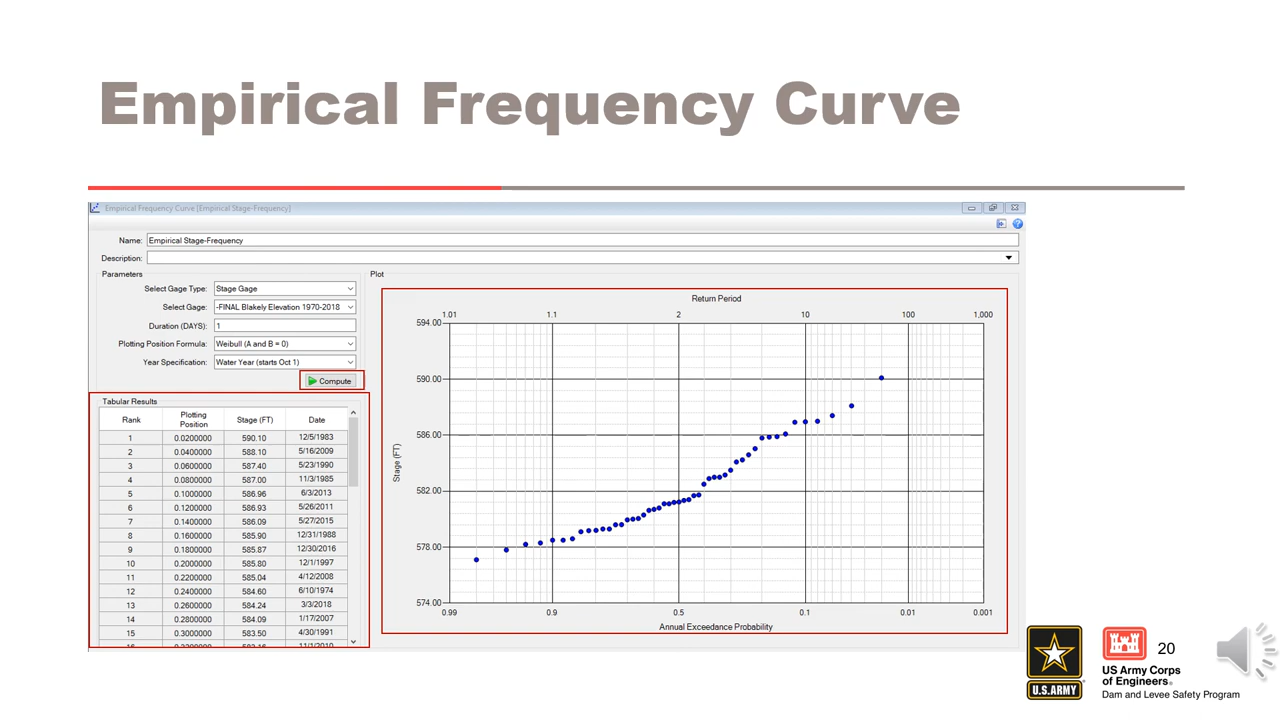 Empirical Frequency Curve
Empirical Frequency Curve [Empirical Stage-Frequency]
Name: Empirical Stage-Frequency
Description:
Parameters
Select Gage Type: Stage Gage
Select Gage: -FINAL Blakely Elevation 1970-2018
Duration (DAYS): 1
Plotting Position Formula: Weibull (A and B = 0)
Year Specification: Water Year (starts Oct 1)
Compute
Tabular Results
Rank Plotting Position Stage (FT) Date
1 0.0200000 590.10 12/5/1983
2 0.0400000 588.10 5/16/2009
3 0.0600000 587.40 5/23/1990
4 0.0800000 587.00 11/3/1985
5 0.1000000 586.96 6/3/2013
6 0.1200000 586.93 5/26/2011
7 0.1400000 586.09 5/27/2015
8 0.1600000 585.90 12/31/1988
9 0.1800000 585.87 12/30/2016
10 0.2000000 585.80 12/1/1997
11 0.2200000 585.04 4/12/2008
12 0.2400000 584.60 6/10/1974
13 0.2600000 584.24 3/3/2018
14 0.2800000 584.09 1/17/2007
15 0.3000000 583.50 4/30/1991
Plot
Return Period
1.01 1.1 2 10 100 1,000
594.00
590.00
586.00
582.00
578.00
574.00
Stage (FT)
0.99 0.9 0.5 0.1 0.01 0.001
Annual Exceedance Probability
U.S.ARMY
20
US Army Corps
of Engineers®
Dam and Levee Safety Program